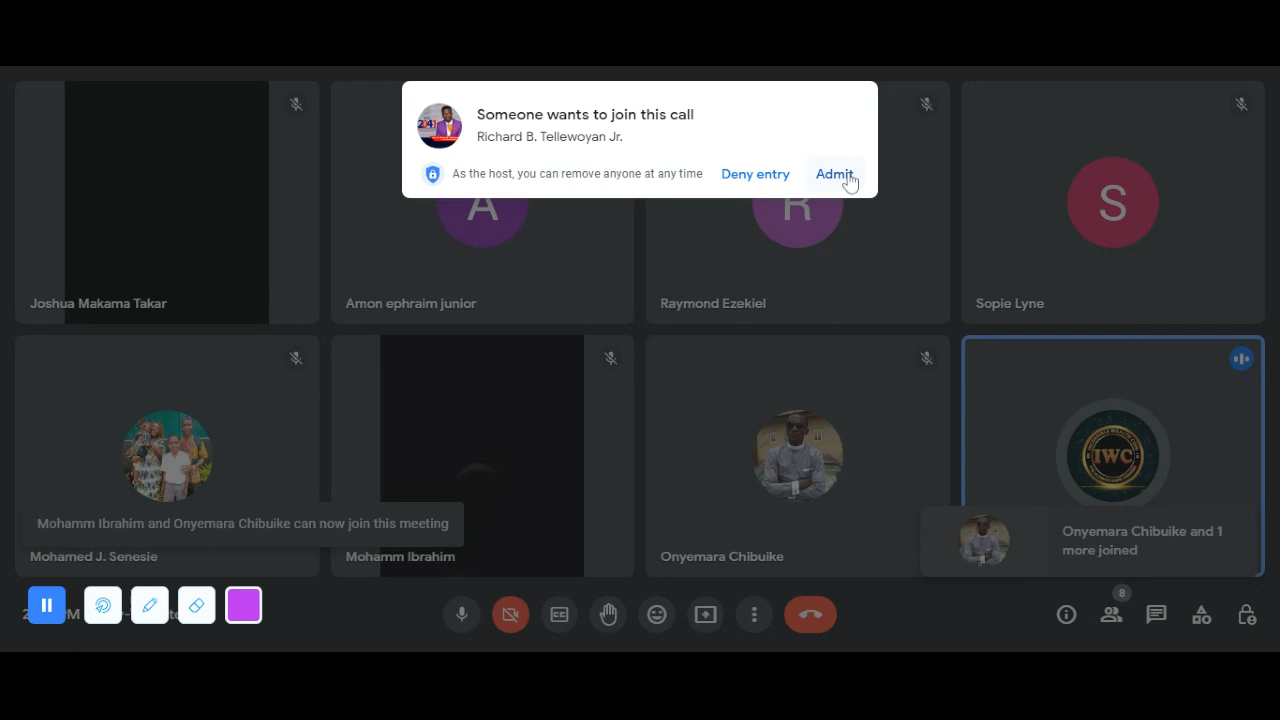 Someone wants to join this call
Richard B. Tellewoyan Jr.
As the host, you can remove anyone at any time
Deny entry
Admit
A
R
S
Joshua Makama Takar
Amon ephraim junior
Raymond Ezekiel
Sopie Lyne
IWC
Mohamm Ibrahim and Onyemara Chibuike can now join this meeting
Onyemara Chibuike and 1
more joined
Mohamed J. Senesie
Mohamm Ibrahim
Onyemara Chibuike
CC
8